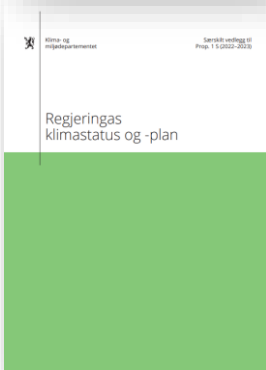 Klima- og
miljødepartementet
Særskilt vedlegg til
Prop. 1 S (2022–2023)
Regjeringas
klimastatus og -plan